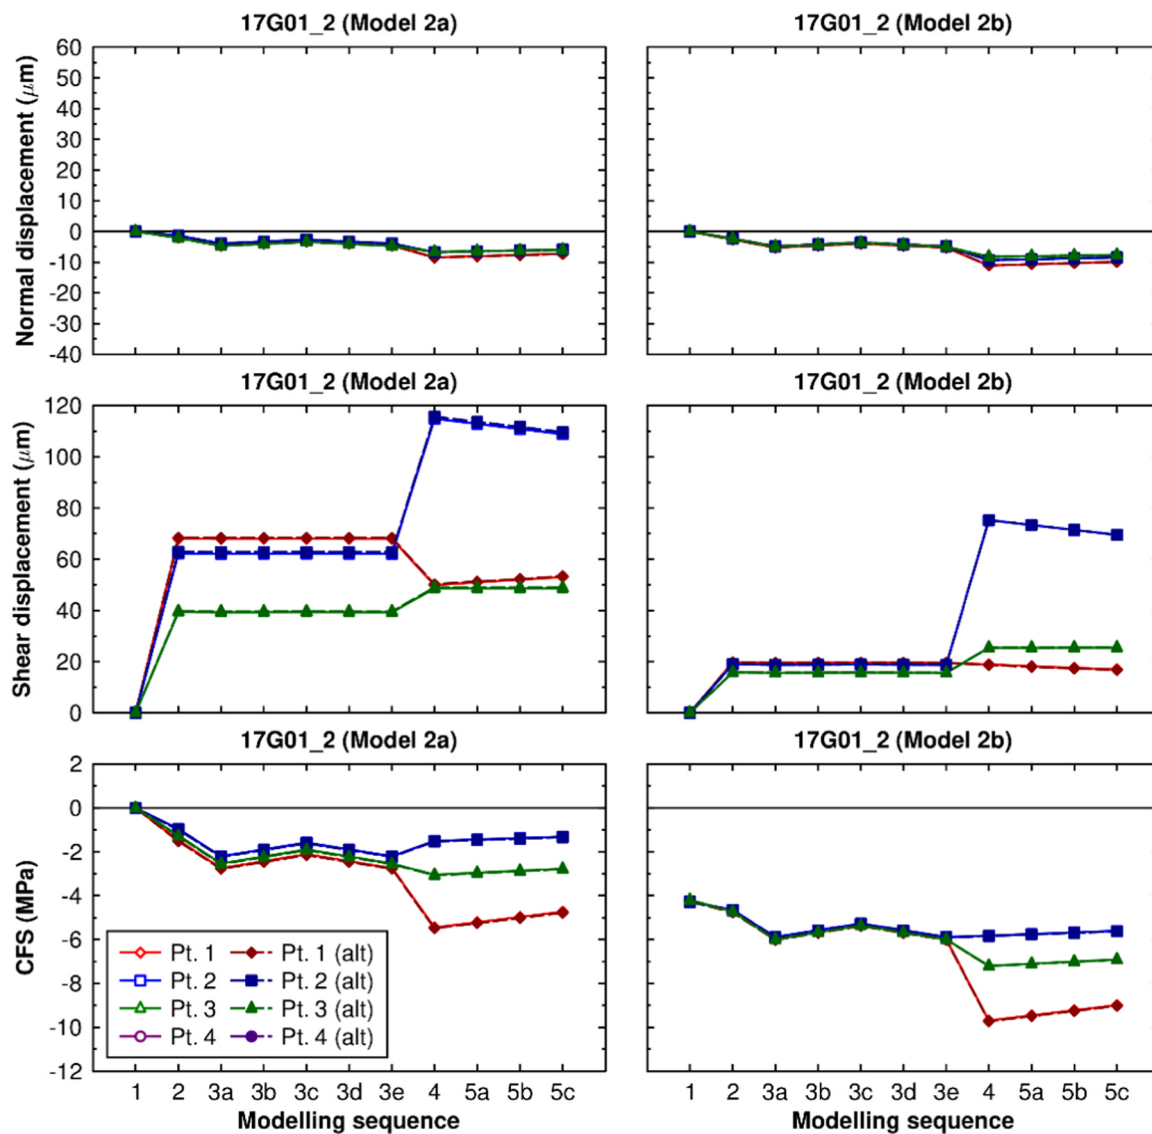 17G01_2 (Model 2a)
17G01_2 (Model 2b)
Normal displacement (μm)
60
50
40
30
20
10
0
-10
-20
-30
-40
17G01_2 (Model 2a)
17G01_2 (Model 2b)
Shear displacement (μm)
120
100
80
60
40
20
0
17G01_2 (Model 2a)
17G01_2 (Model 2b)
CFS (MPa)
2
0
-2
-4
-6
-8
-10
-12
Pt. 1 Pt. 1 (alt)
Pt. 2 Pt. 2 (alt)
Pt. 3 Pt. 3 (alt)
Pt. 4 Pt. 4 (alt)
1 2 3a 3b 3c 3d 3e 4 5a 5b 5c
1 2 3a 3b 3c 3d 3e 4 5a 5b 5c
Modelling sequence
Modelling sequence